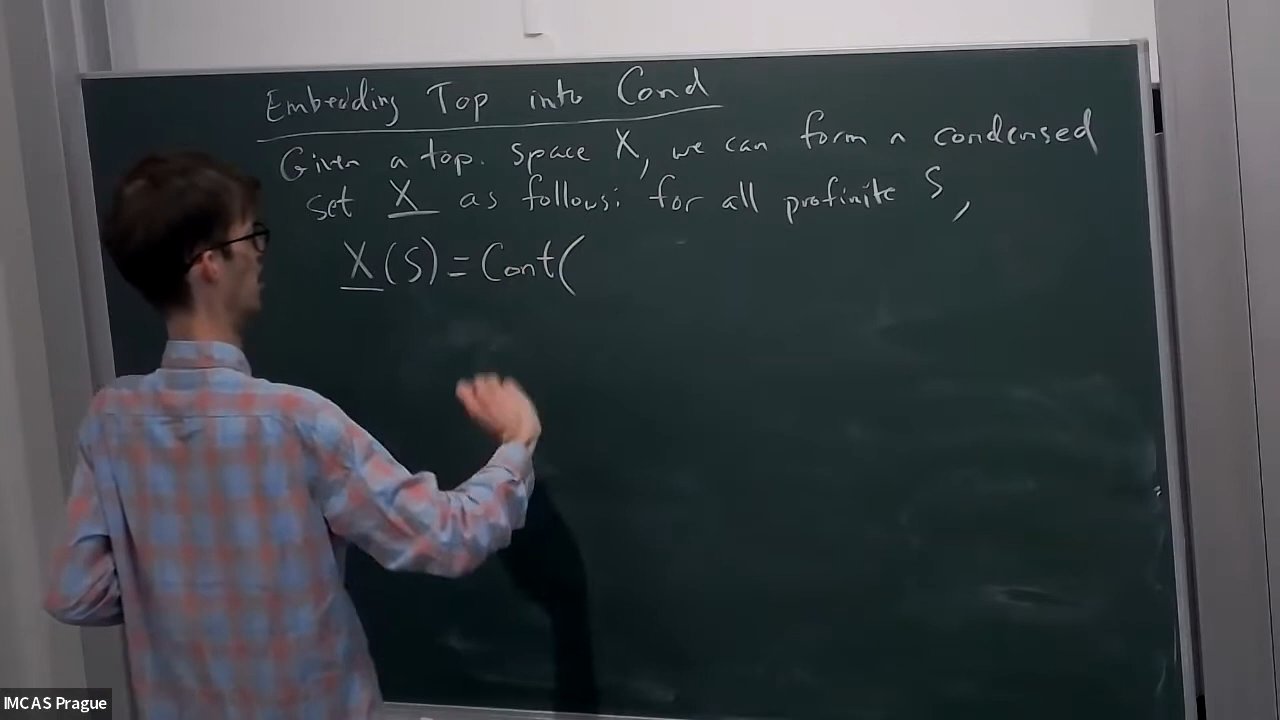 Embedding Top into Cond
Given a top. space X, we can form a condensed
set X as follows: for all profinite S,
X(S) = Cont(
IMCAS Prague